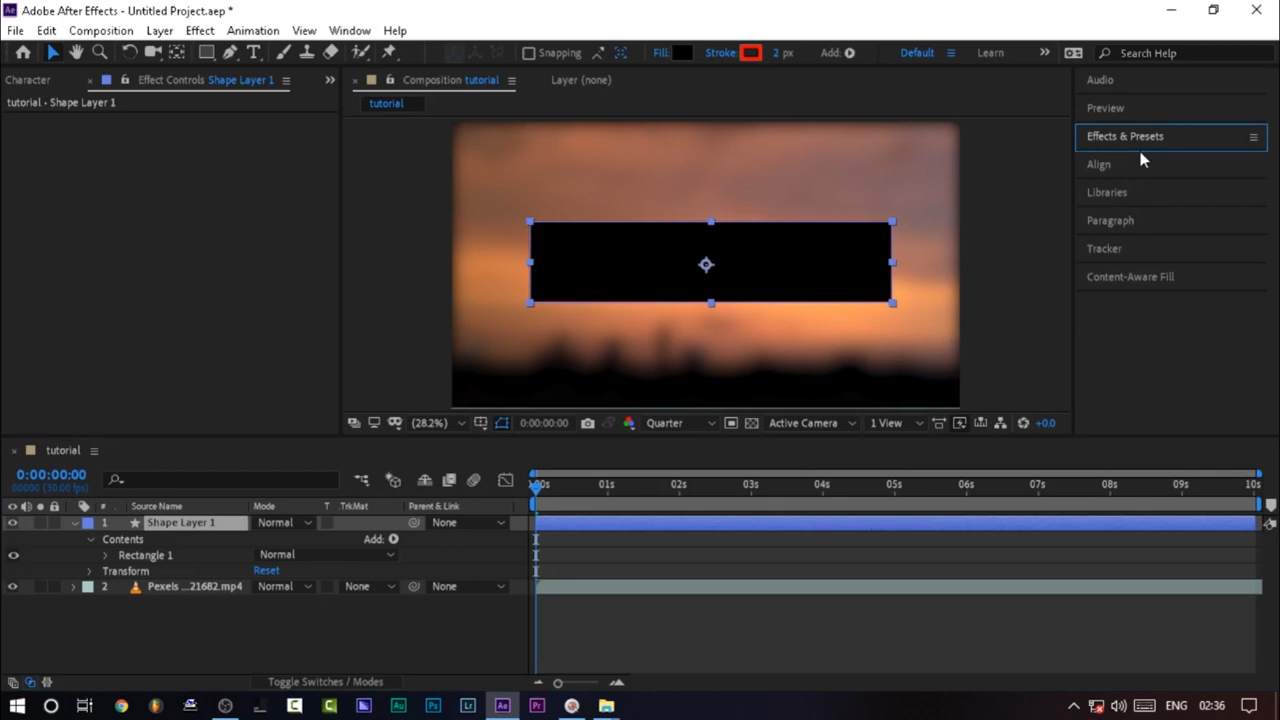 Ae Adobe After Effects - Untitled Project.aep *
File Edit Composition Layer Effect Animation View Window Help
Snapping Fill: Stroke: 2 px Add: Default Learn Search Help
Character Effect Controls Shape Layer 1 Composition tutorial Layer (none) Audio
tutorial • Shape Layer 1 tutorial Preview
Effects & Presets
Align
Libraries
Paragraph
Tracker
Content-Aware Fill
(28.2%) 0:00:00:00 Quarter Active Camera 1 View +0.0
tutorial
0:00:00:00
00000 (30.00 fps)
:00s 01s 02s 03s 04s 05s 06s 07s 08s 09s 10s
# Source Name Mode T .TrkMat Parent & Link
1 Shape Layer 1 Normal None
Contents Add:
Rectangle 1 Normal
Transform Reset
2 Pexels ...21682.mp4 Normal None None
Toggle Switches / Modes
Au Ps Lr Ae Pr ENG 02:36